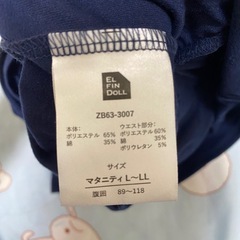 EL
FIN
DOLL
ZB63-3007
本体:
ポリエステル 65%
綿 35%
ウエスト部分:
ポリエステル 60%
綿 35%
ポリウレタン 5%
サイズ
マタニティ L〜LL
腹囲 89〜118